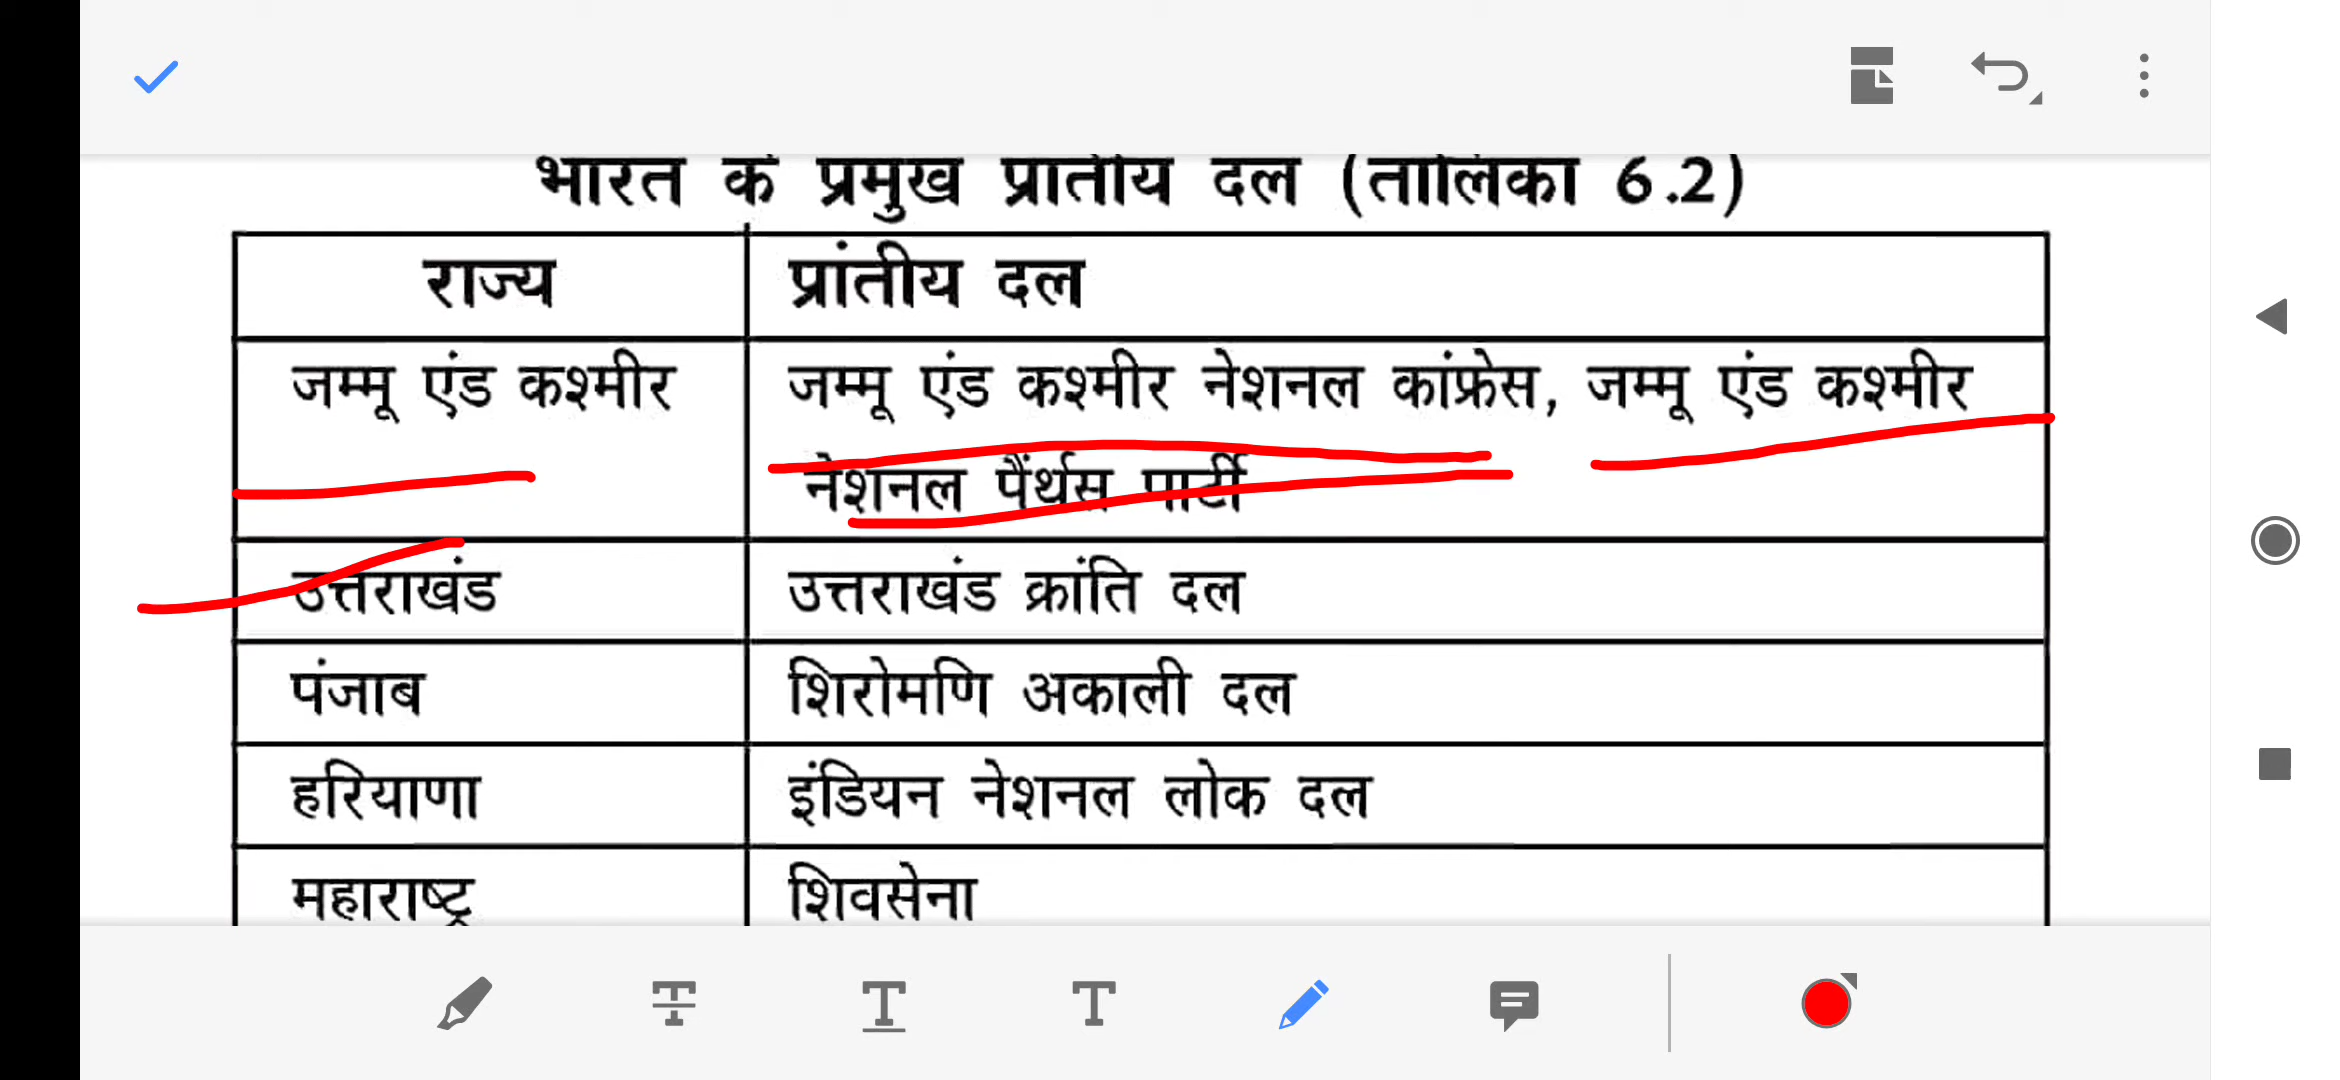 भारत के प्रमुख प्रांतीय दल (तालिका 6.2)
राज्य प्रांतीय दल
जम्मू एंड कश्मीर जम्मू एंड कश्मीर नेशनल कांफ्रेस, जम्मू एंड कश्मीर
नेशनल पैंर्थस पार्टी
उत्तराखंड उत्तराखंड क्रांति दल
पंजाब शिरोमणि अकाली दल
हरियाणा इंडियन नेशनल लोक दल
महाराष्ट्र शिवसेना